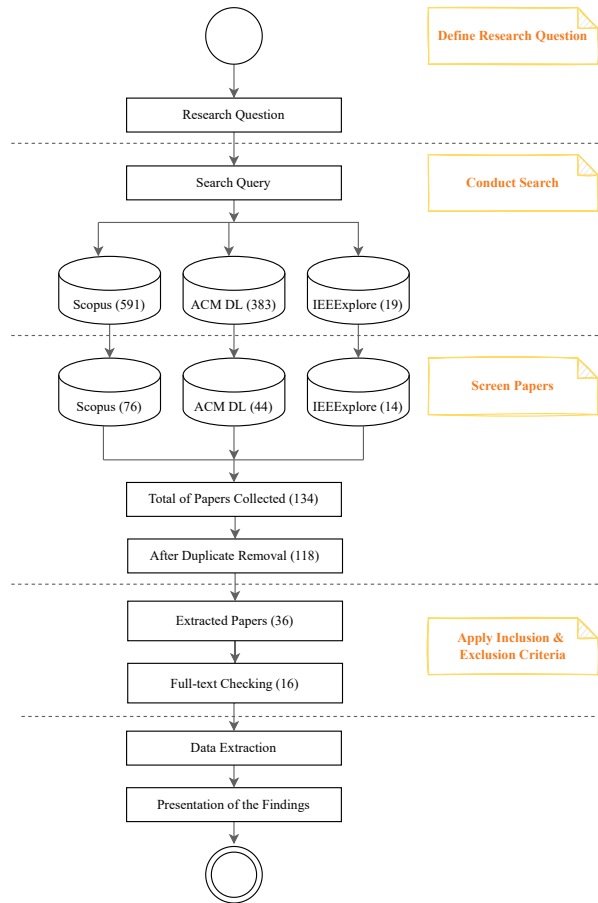 Define Research Question
Research Question
Search Query
Conduct Search
Scopus (591)
ACM DL (383)
IEEExplore (19)
Scopus (76)
ACM DL (44)
IEEExplore (14)
Screen Papers
Total of Papers Collected (134)
After Duplicate Removal (118)
Extracted Papers (36)
Apply Inclusion &
Exclusion Criteria
Full-text Checking (16)
Data Extraction
Presentation of the Findings